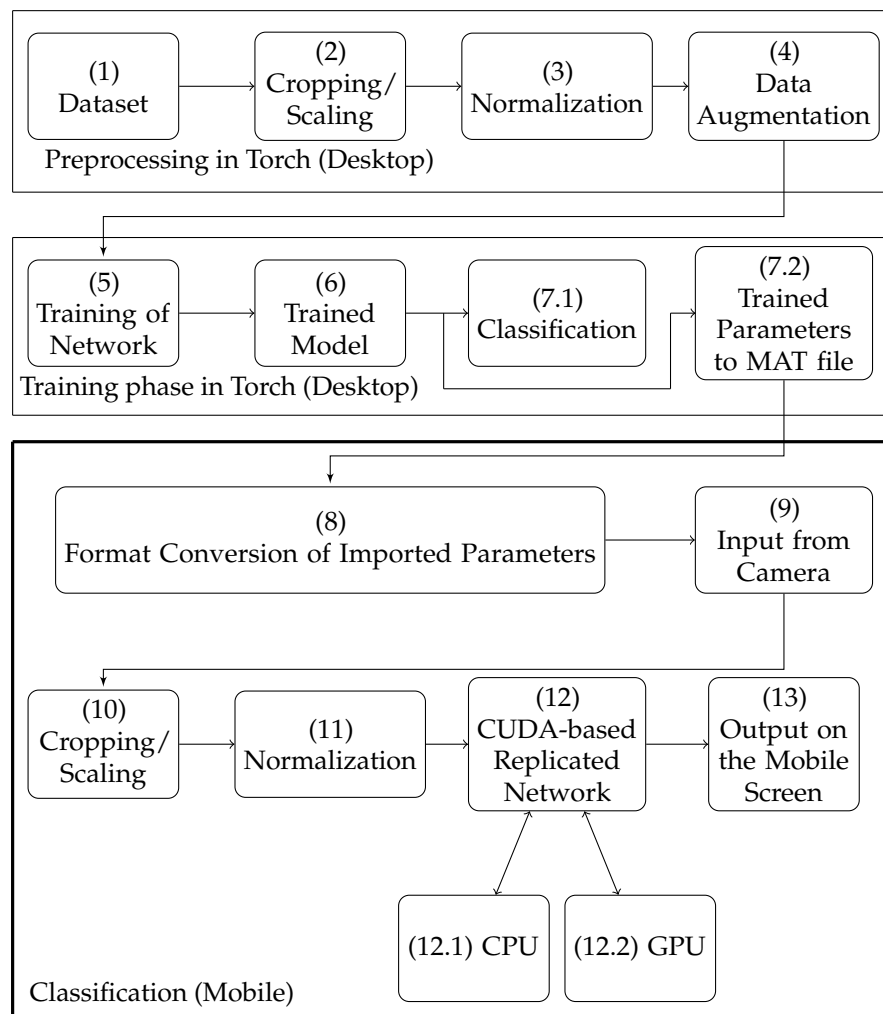 (1)
Dataset
(2)
Cropping/
Scaling
(3)
Normalization
(4)
Data
Augmentation
Preprocessing in Torch (Desktop)
(5)
Training of
Network
(6)
Trained
Model
(7.1)
Classification
(7.2)
Trained
Parameters
to MAT file
Training phase in Torch (Desktop)
(8)
Format Conversion of Imported Parameters
(9)
Input from
Camera
(10)
Cropping/
Scaling
(11)
Normalization
(12)
CUDA-based
Replicated
Network
(13)
Output on
the Mobile
Screen
(12.1) CPU
(12.2) GPU
Classification (Mobile)